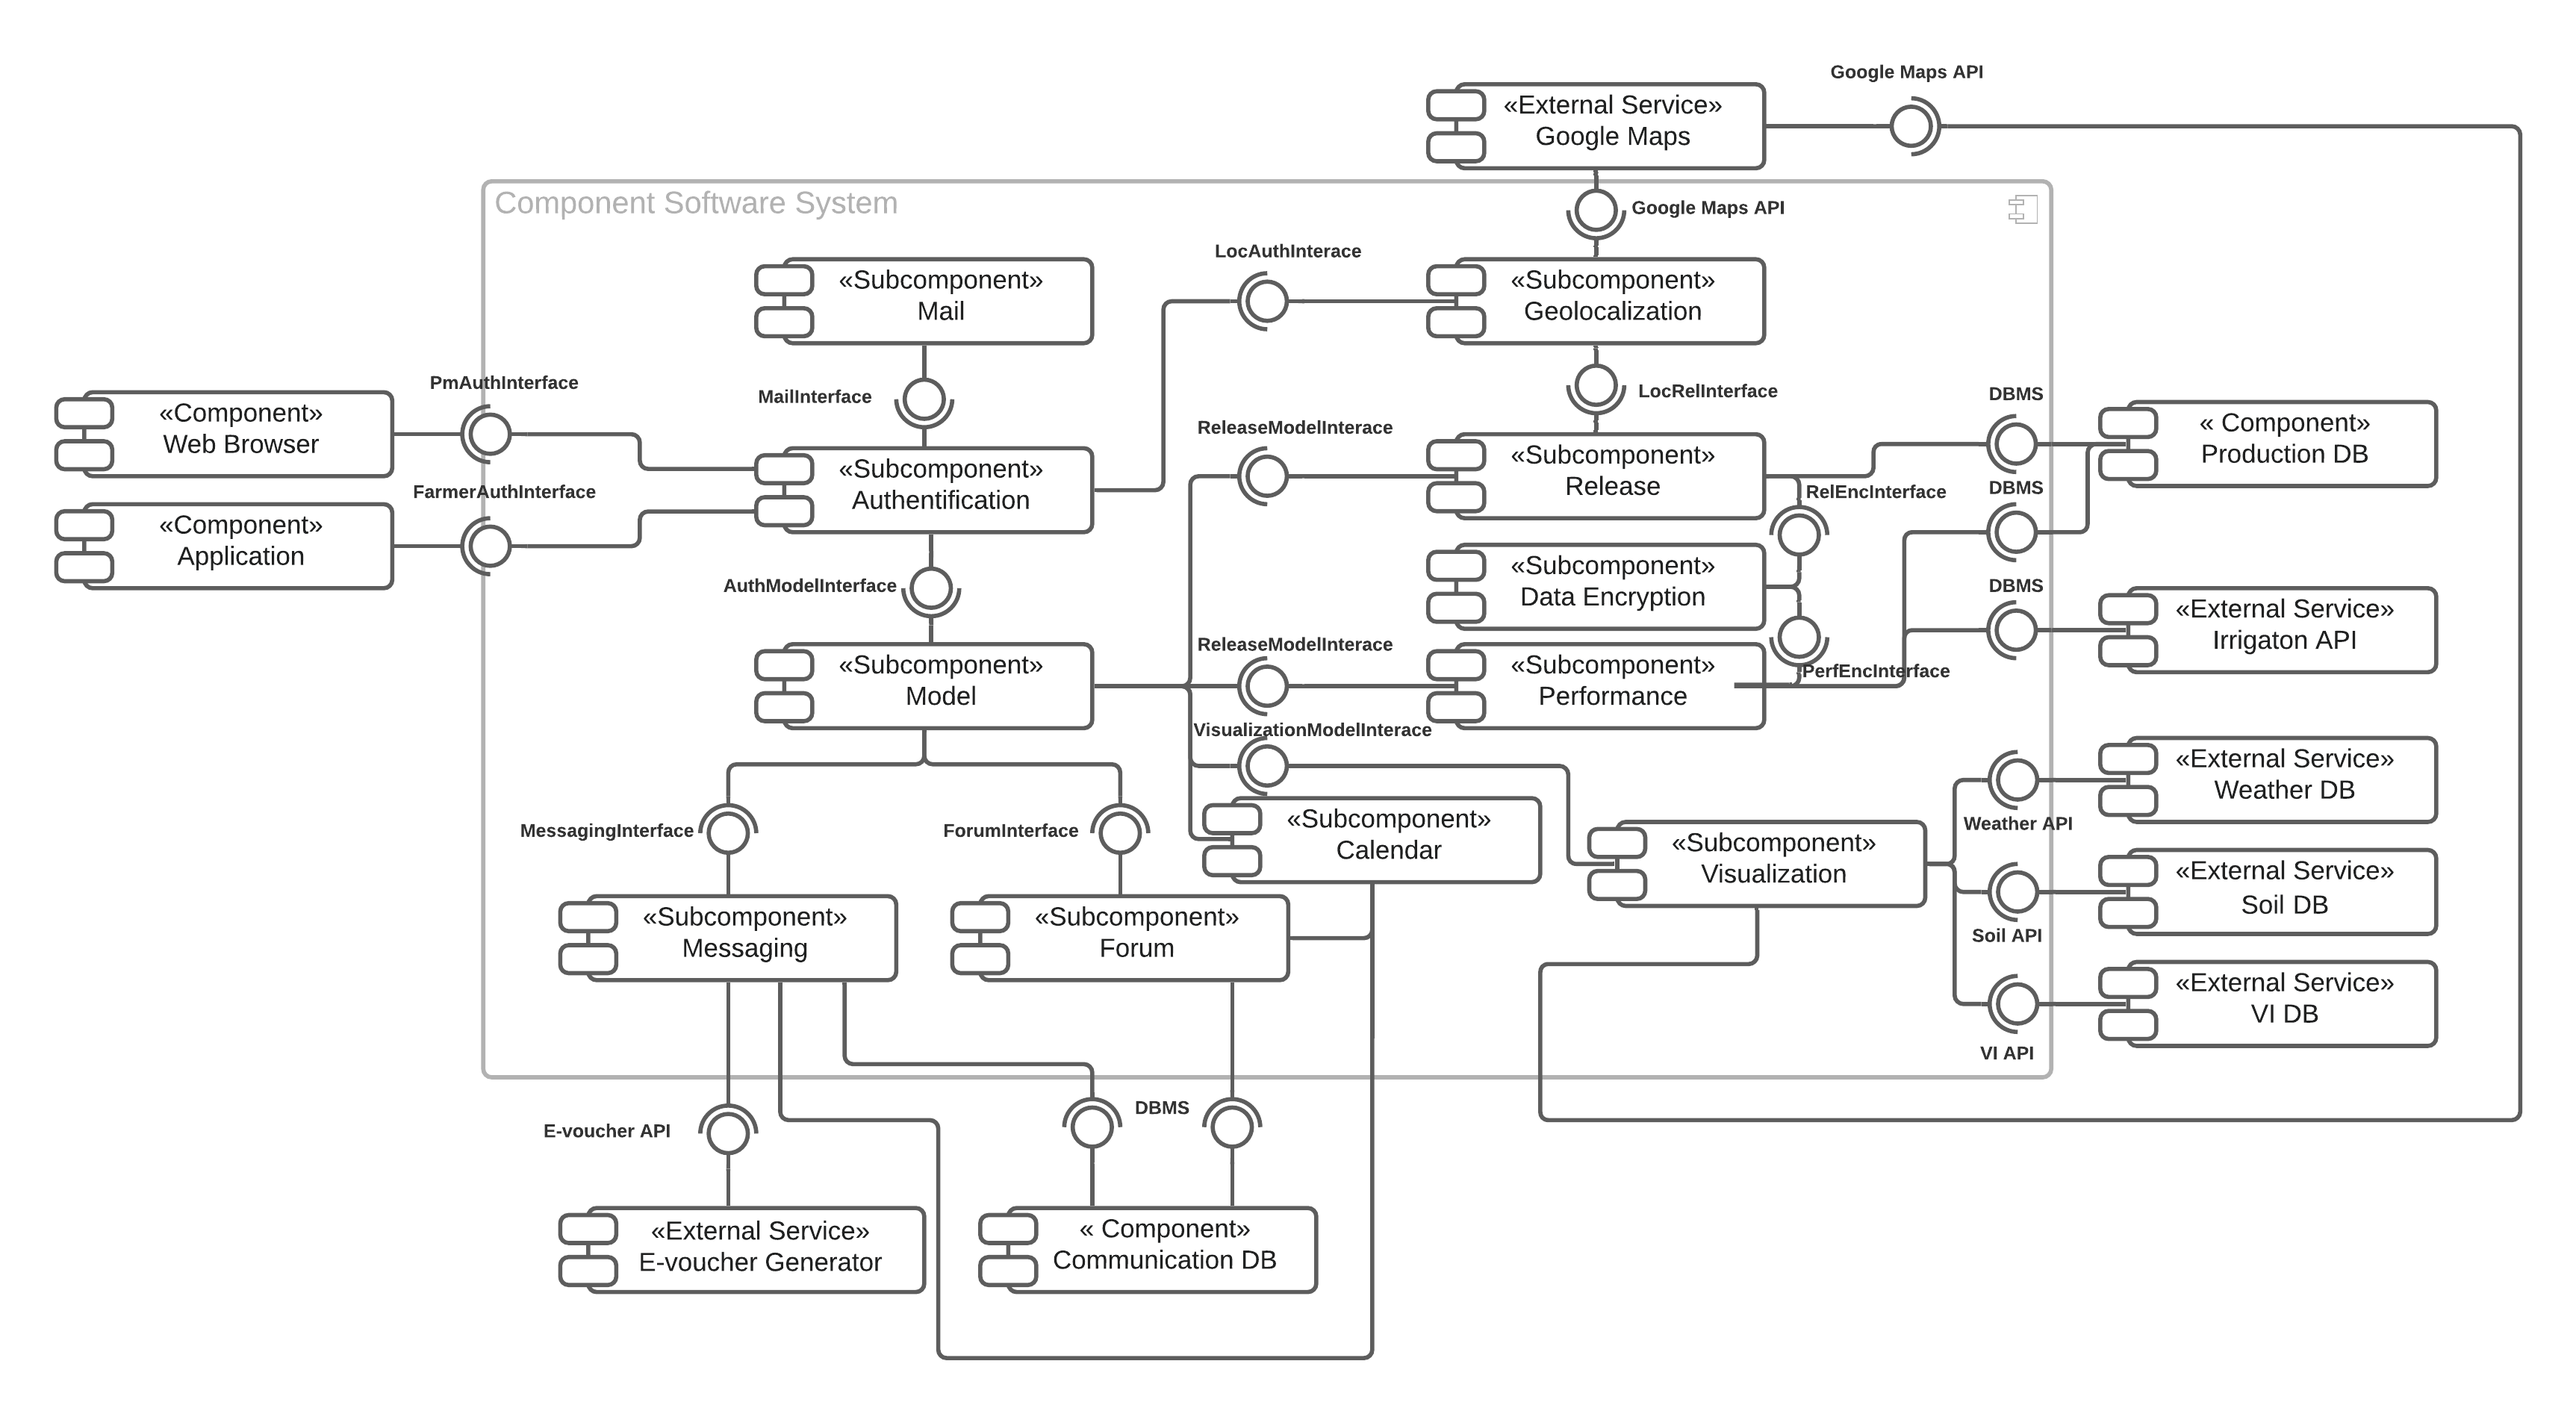 Google Maps API
«External Service»
Google Maps
Component Software System
Google Maps API
LocAuthInterace
«Subcomponent»
Mail
«Subcomponent»
Geolocalization
PmAuthInterface
MailInterface
LocRelInterface
DBMS
«Component»
Web Browser
ReleaseModelInterace
« Component»
Production DB
«Subcomponent»
Authentification
«Subcomponent»
Release
FarmerAuthInterface
RelEncInterface
DBMS
«Component»
Application
«Subcomponent»
Data Encryption
AuthModelInterface
DBMS
«External Service»
Irrigaton API
ReleaseModelInterace
«Subcomponent»
Model
«Subcomponent»
Performance
PerfEncInterface
VisualizationModelInterace
«External Service»
Weather DB
MessagingInterface
ForumInterface
«Subcomponent»
Calendar
Weather API
«Subcomponent»
Visualization
«External Service»
Soil DB
«Subcomponent»
Messaging
«Subcomponent»
Forum
Soil API
«External Service»
VI DB
VI API
DBMS
E-voucher API
«External Service»
E-voucher Generator
« Component»
Communication DB